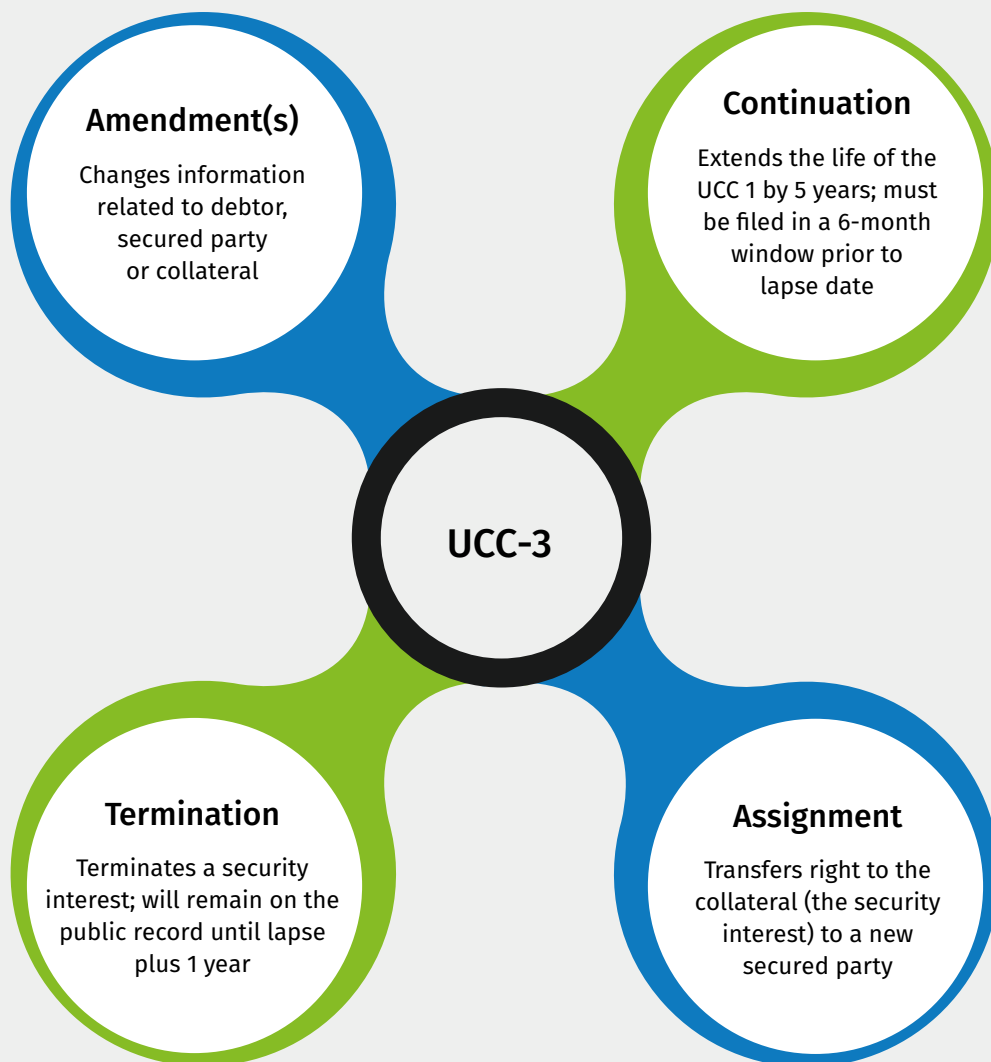 Amendment(s)
Changes information
related to debtor,
secured party
or collateral
Continuation
Extends the life of the
UCC 1 by 5 years; must
be filed in a 6-month
window prior to
lapse date
UCC-3
Termination
Terminates a security
interest; will remain on the
public record until lapse
plus 1 year
Assignment
Transfers right to the
collateral (the security
interest) to a new
secured party